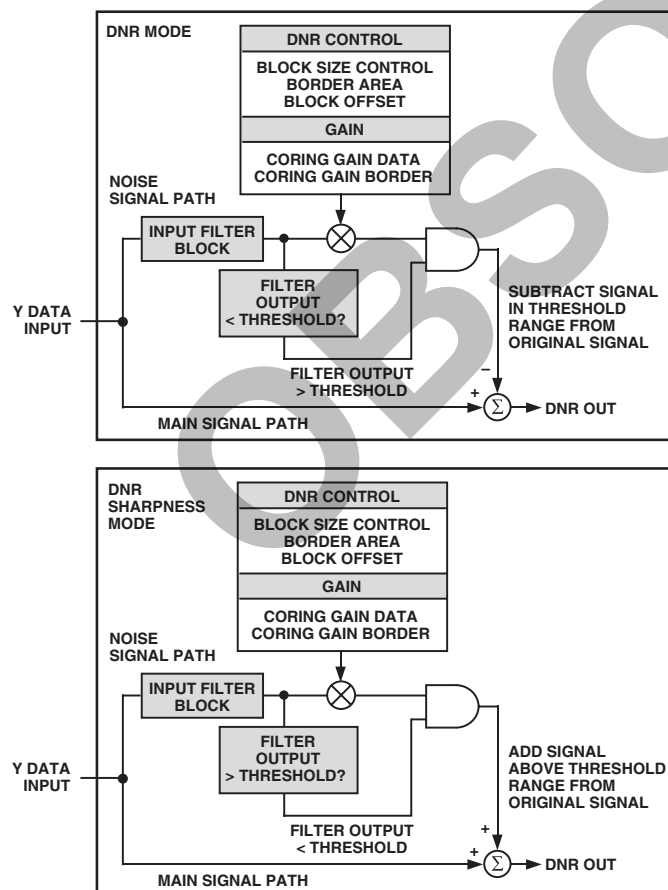 DNR MODE
DNR CONTROL
BLOCK SIZE CONTROL
BORDER AREA
BLOCK OFFSET
GAIN
CORING GAIN DATA
CORING GAIN BORDER
NOISE
SIGNAL PATH
INPUT FILTER
BLOCK
FILTER
OUTPUT
< THRESHOLD?
Y DATA
INPUT
SUBTRACT SIGNAL
IN THRESHOLD
RANGE FROM
ORIGINAL SIGNAL
FILTER OUTPUT
> THRESHOLD
–
+
Σ
DNR OUT
MAIN SIGNAL PATH
DNR
SHARPNESS
MODE
DNR CONTROL
BLOCK SIZE CONTROL
BORDER AREA
BLOCK OFFSET
GAIN
CORING GAIN DATA
CORING GAIN BORDER
NOISE
SIGNAL PATH
INPUT FILTER
BLOCK
FILTER
OUTPUT
> THRESHOLD?
Y DATA
INPUT
ADD SIGNAL
ABOVE THRESHOLD
RANGE FROM
ORIGINAL SIGNAL
FILTER OUTPUT
< THRESHOLD
+
+
Σ
DNR OUT
MAIN SIGNAL PATH
OBSO